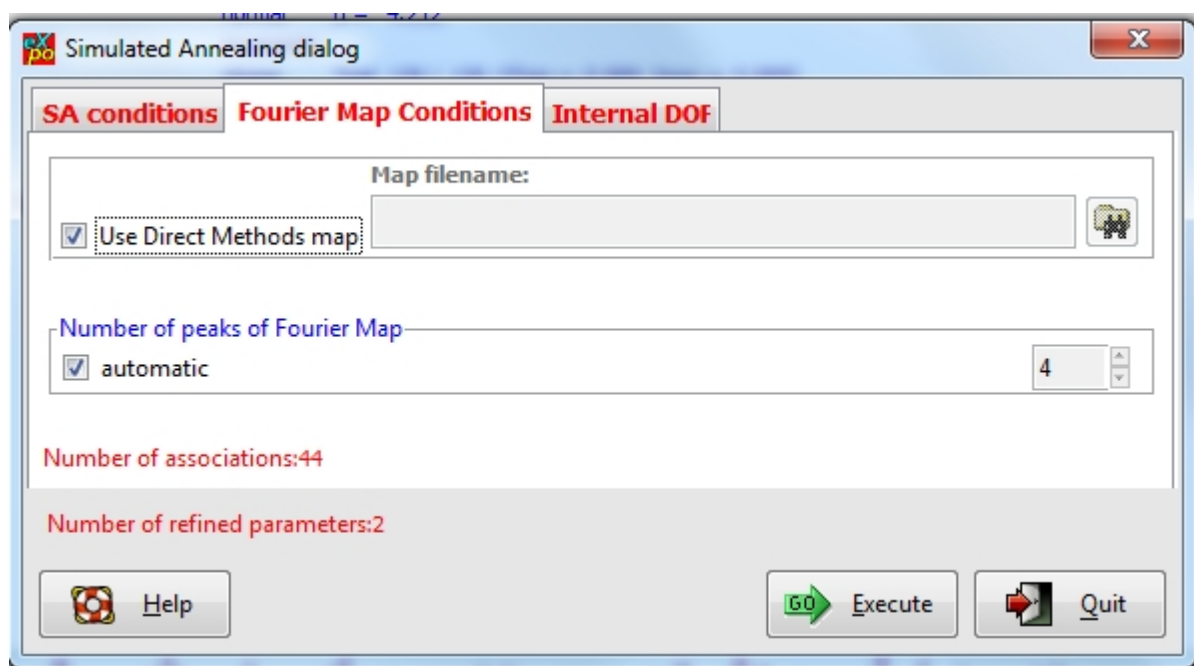 Simulated Annealing dialog
SA conditions Fourier Map Conditions Internal DOF
Map filename:
Use Direct Methods map
Number of peaks of Fourier Map
automatic 4
Number of associations:44
Number of refined parameters:2
Help GO Execute Quit